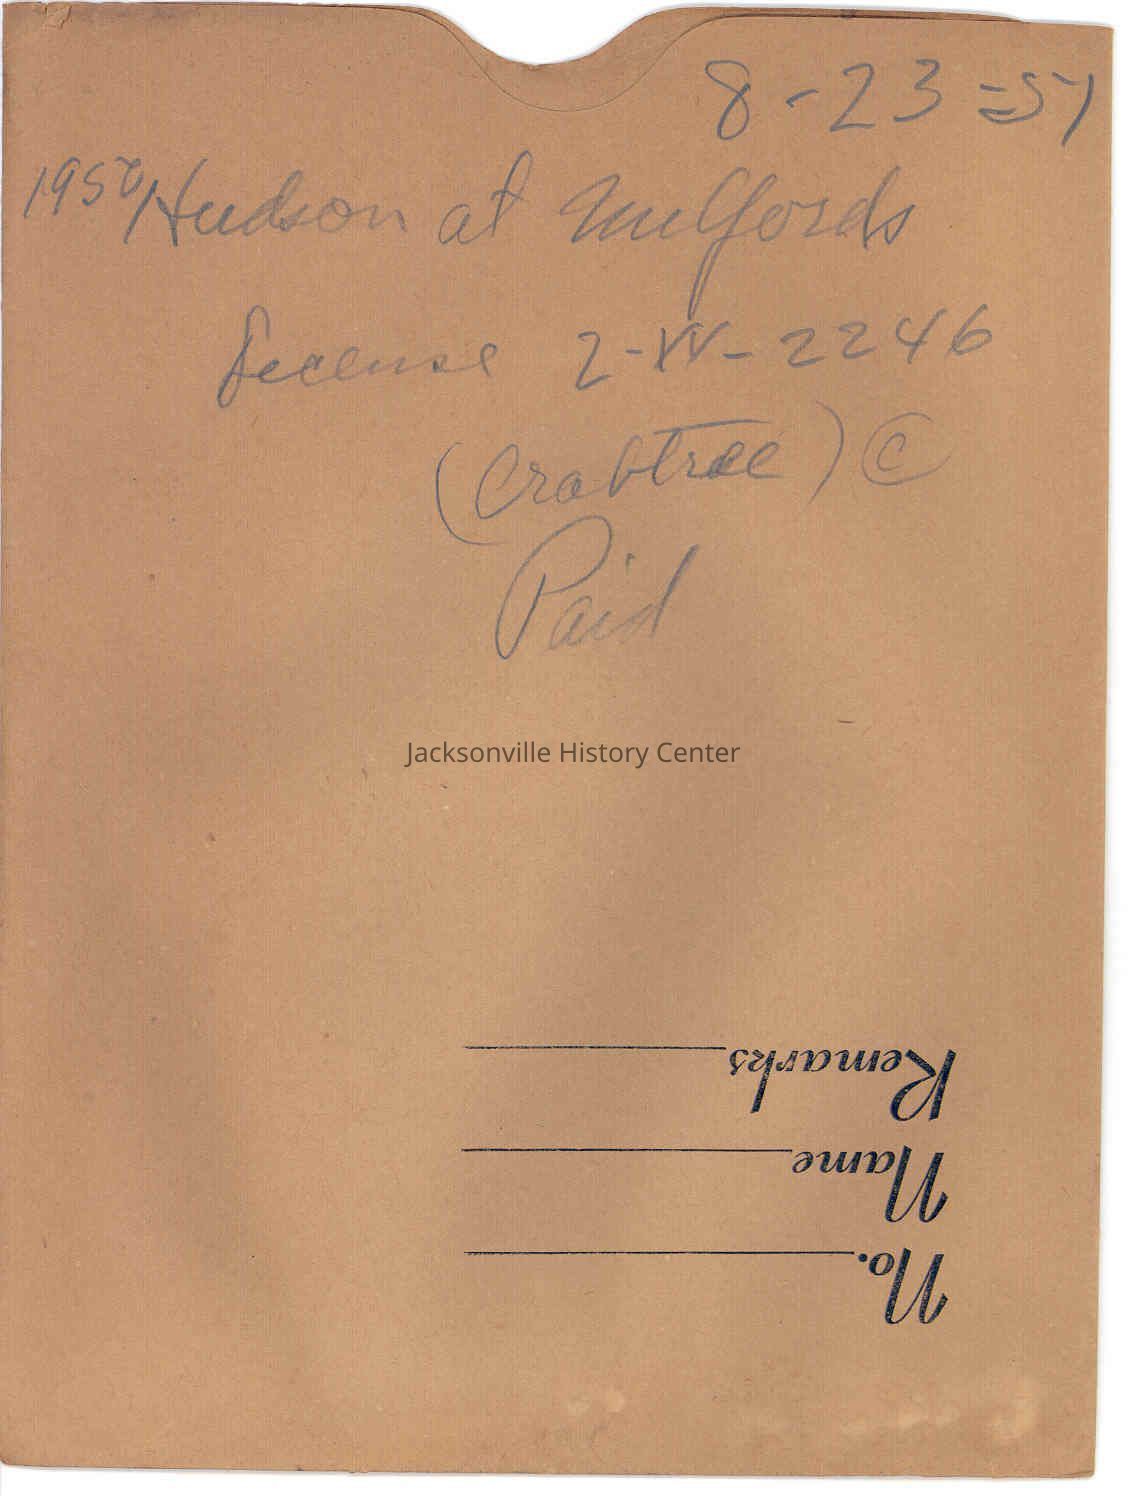 8-23=57
1950 Hudson at Mulfords
License 2-W-2246
(Crabtree) ©
Paid
Jacksonville History Center
Remarks
Name
No.